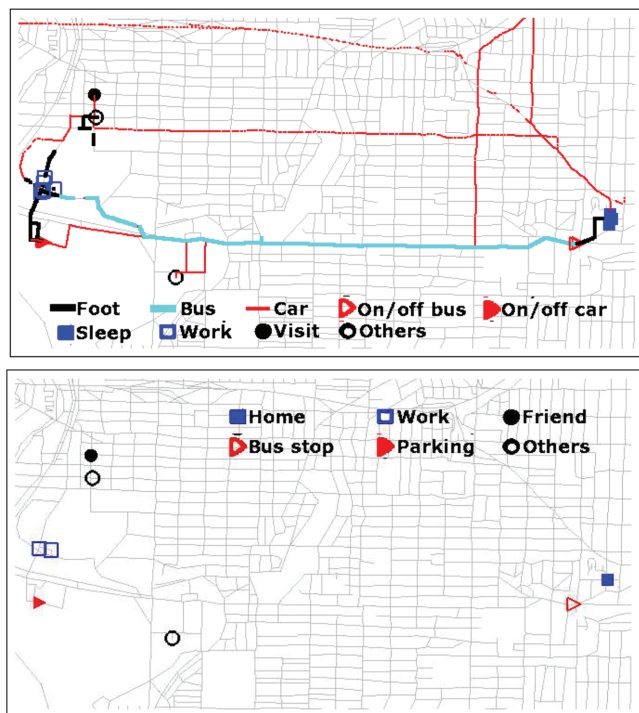 Foot Bus Car On/off bus On/off car
Sleep Work Visit Others
Home Work Friend
Bus stop Parking Others